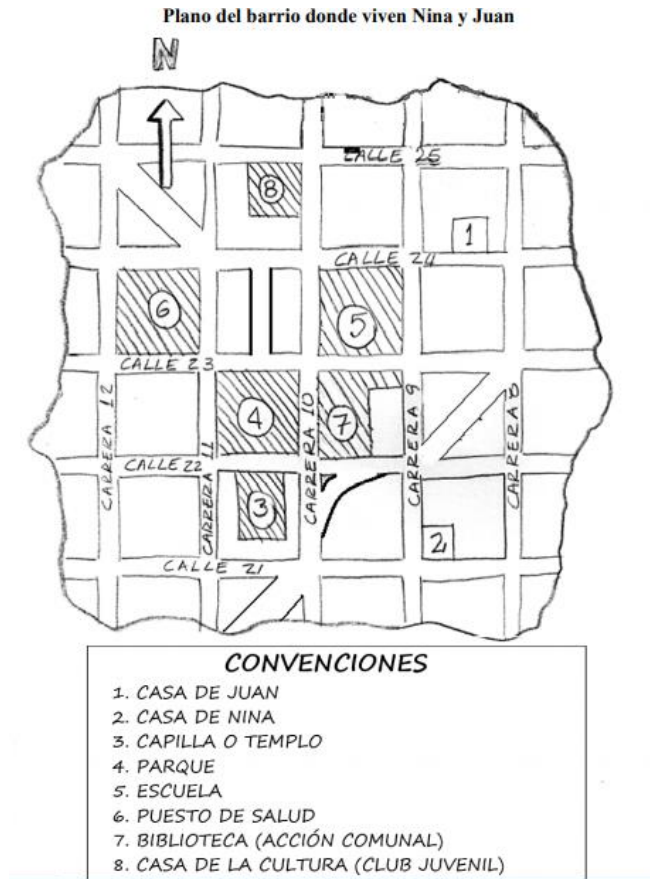 Plano del barrio donde viven Nina y Juan
N
CALLE 25
8
1
CALLE 24
6
5
CALLE 23
CARRERA 12
CARRERA 11
4
CARRERA 10
7
CARRERA 9
CARRERA 8
CALLE 22
3
2
CALLE 21
CONVENCIONES
1. CASA DE JUAN
2. CASA DE NINA
3. CAPILLA O TEMPLO
4. PARQUE
5. ESCUELA
6. PUESTO DE SALUD
7. BIBLIOTECA (ACCIÓN COMUNAL)
8. CASA DE LA CULTURA (CLUB JUVENIL)